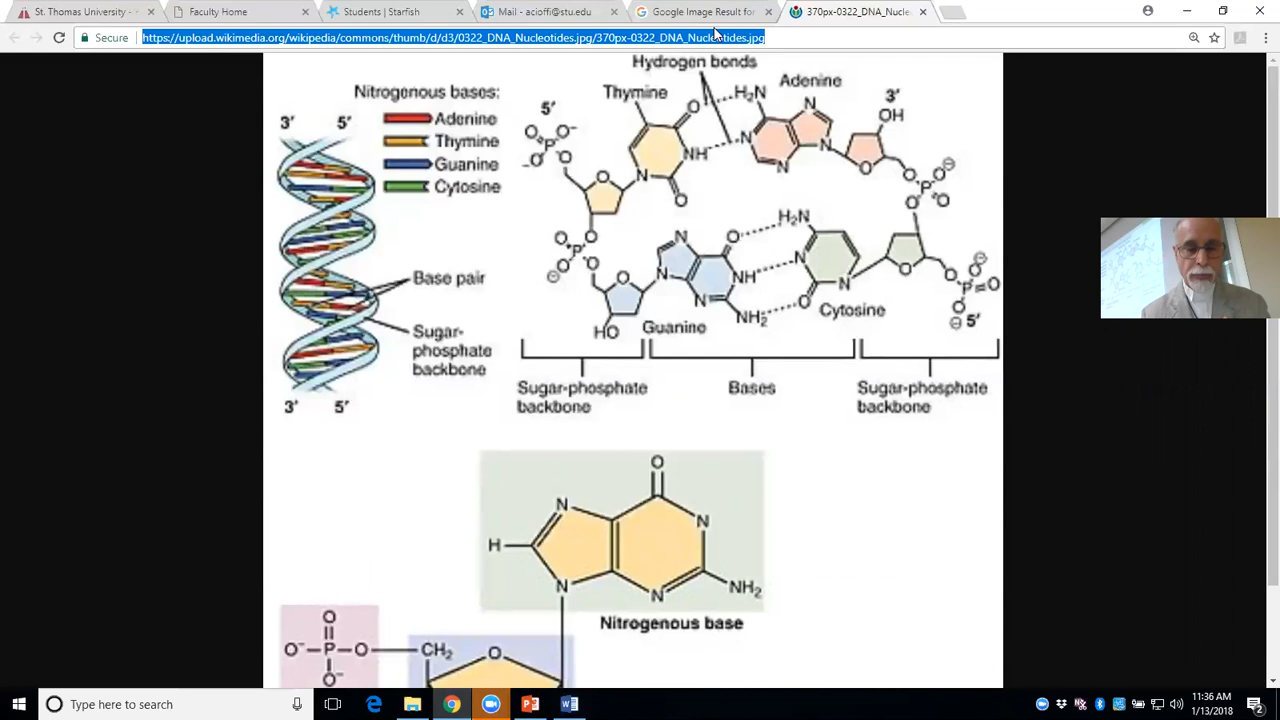 St. Thomas University -
Faculty Home
Students | Starfish
Mail - acioffi@stu.edu
Google Image Result for
370px-0322_DNA_Nucle
Secure
https://upload.wikimedia.org/wikipedia/commons/thumb/d/d3/0322_DNA_Nucleotides.jpg/370px-0322_DNA_Nucleotides.jpg
Nitrogenous bases:
Adenine
Thymine
Guanine
Cytosine
3′ 5′
Base pair
Sugar-
phosphate
backbone
3′ 5′
Hydrogen bonds
Thymine
Adenine
5′
3′
O
H₂N
OH
O
O⁻
P
⁻O
O
NH
N
N
N
N
N
O
O
O
O
O
P
O
O
H₂N
O
P
O
O
N
O
N
N
NH
N
NH₂
N
N
O
O
O
P
O
O
5′
HO
Guanine
Cytosine
Sugar-phosphate
backbone
Bases
Sugar-phosphate
backbone
O
N
N
H
N
N
NH₂
Nitrogenous base
O
O⁻
P
O
CH₂
O⁻
O
Type here to search
11:36 AM
1/13/2018